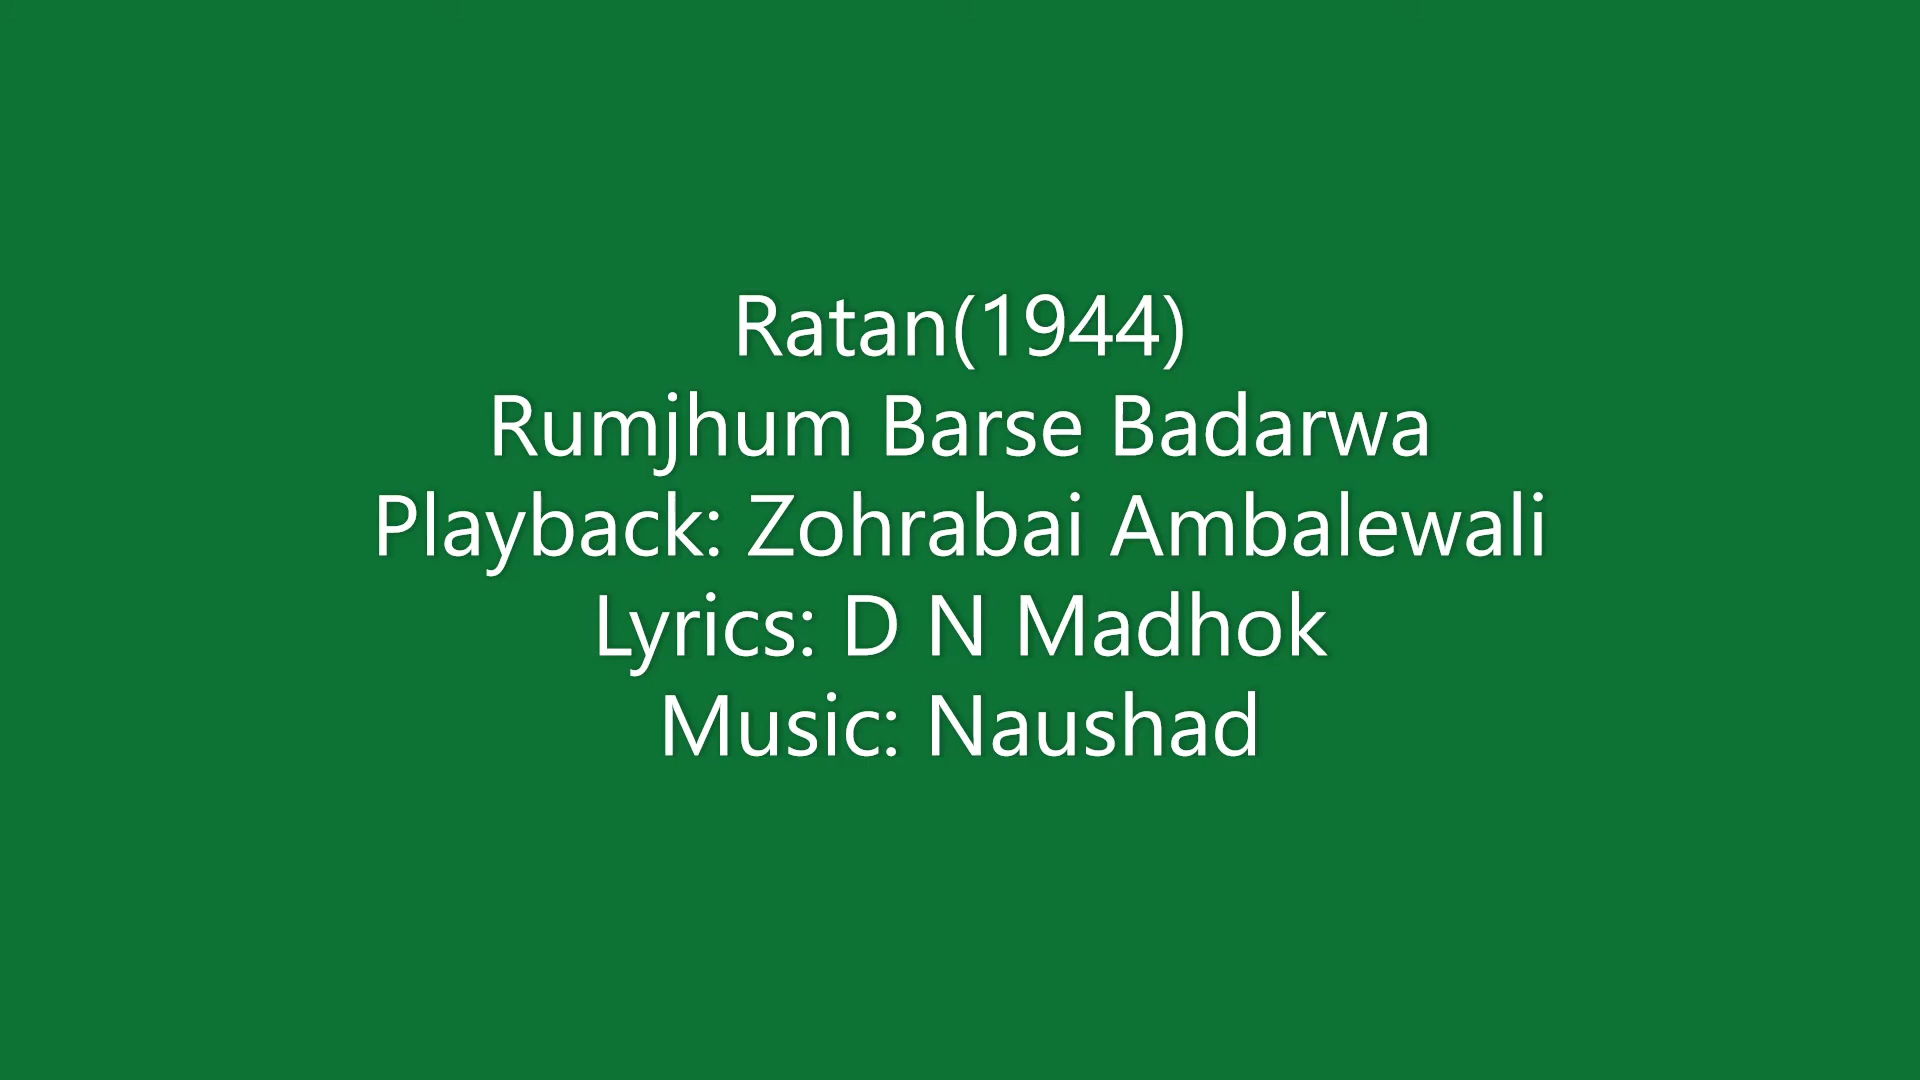 Ratan(1944)
Rumjhum Barse Badarwa
Playback: Zohrabai Ambalewali
Lyrics: D N Madhok
Music: Naushad